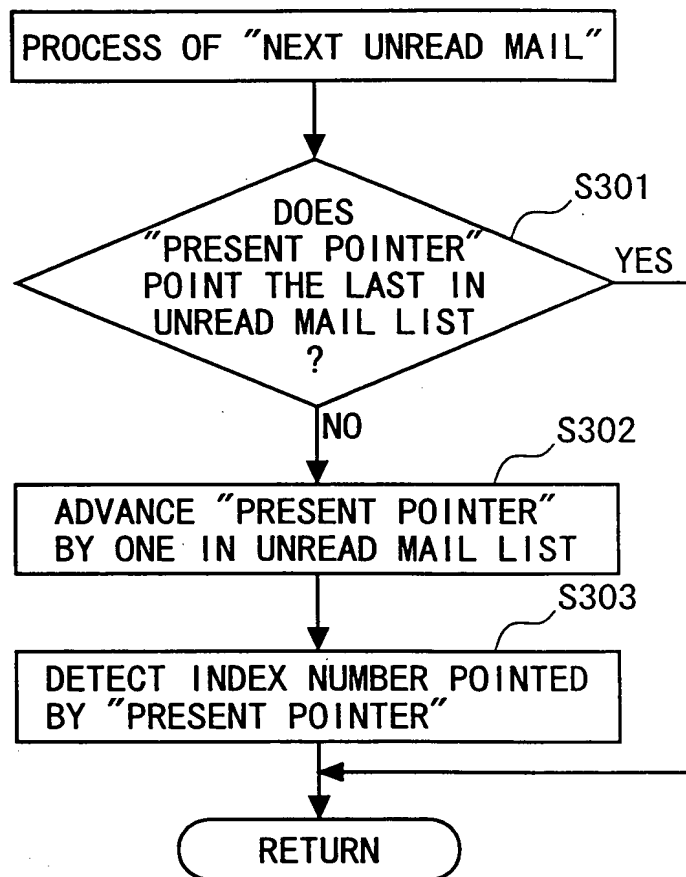 PROCESS OF "NEXT UNREAD MAIL"
S301
DOES
"PRESENT POINTER"
POINT THE LAST IN
UNREAD MAIL LIST
?
YES
NO
S302
ADVANCE "PRESENT POINTER"
BY ONE IN UNREAD MAIL LIST
S303
DETECT INDEX NUMBER POINTED
BY "PRESENT POINTER"
RETURN